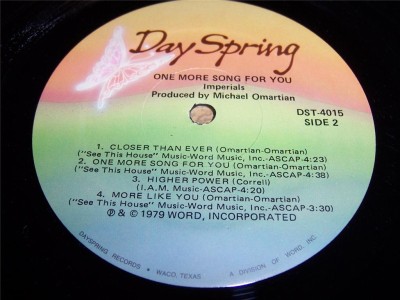 DaySpring
ONE MORE SONG FOR YOU
Imperials
Produced by Michael Omartian
DST-4015
SIDE 2
1. CLOSER THAN EVER (Omartian-Omartian)
("See This House" Music-Word Music, Inc.-ASCAP-4:23)
2. ONE MORE SONG FOR YOU (Omartian-Omartian)
("See This House" Music-Word Music, Inc.-ASCAP-4:38)
3. HIGHER POWER (Correll)
(I.A.M. Music-ASCAP-4:20)
4. MORE LIKE YOU (Omartian-Omartian)
("See This House" Music-Word Music, Inc.-ASCAP-3:30)
℗ & © 1979 WORD, INCORPORATED
DAYSPRING RECORDS • WACO, TEXAS A DIVISION OF WORD, INC.